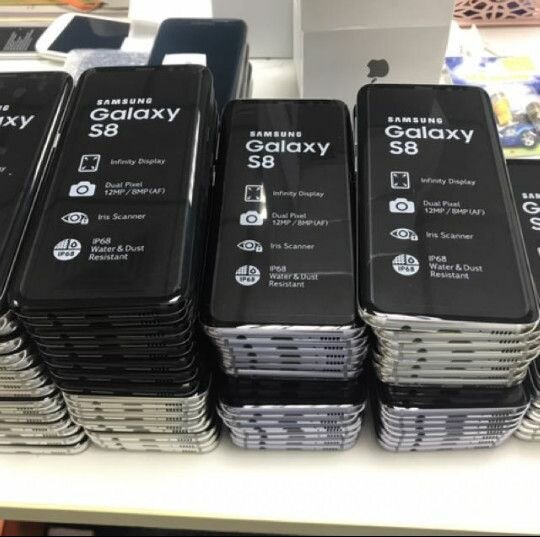 axy
SAMSUNG
Galaxy
S8
Infinity Display
Dual Pixel
12MP / 8MP(AF)
Iris Scanner
IP68
IP68
Water & Dust
Resistant
SAMSUNG
Galaxy
S8
Infinity Display
Dual Pixel
12MP / 8MP(AF)
Iris Scanner
IP68
IP68
Water & Dust
Resistant
SAMSUNG
Galaxy
S8
Infinity Display
Dual Pixel
12MP / 8MP(AF)
Iris Scanner
IP68
IP68
Water & Dust
Resistant
S
G
S8